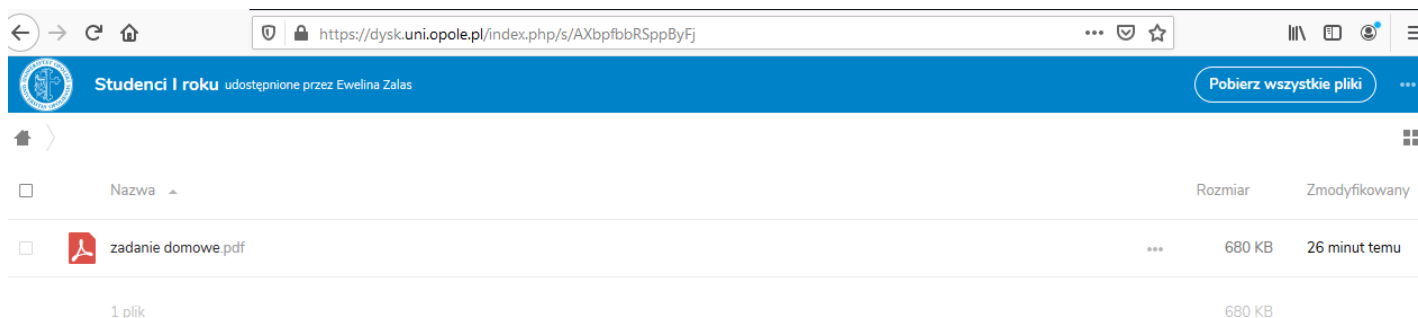 https://dysk.uni.opole.pl/index.php/s/AXbpfbbRSppByFj
Studenci I roku udostępnione przez Ewelina Zalas Pobierz wszystkie pliki
Nazwa Rozmiar Zmodyfikowany
zadanie domowe.pdf 680 KB 26 minut temu
1 plik 680 KB